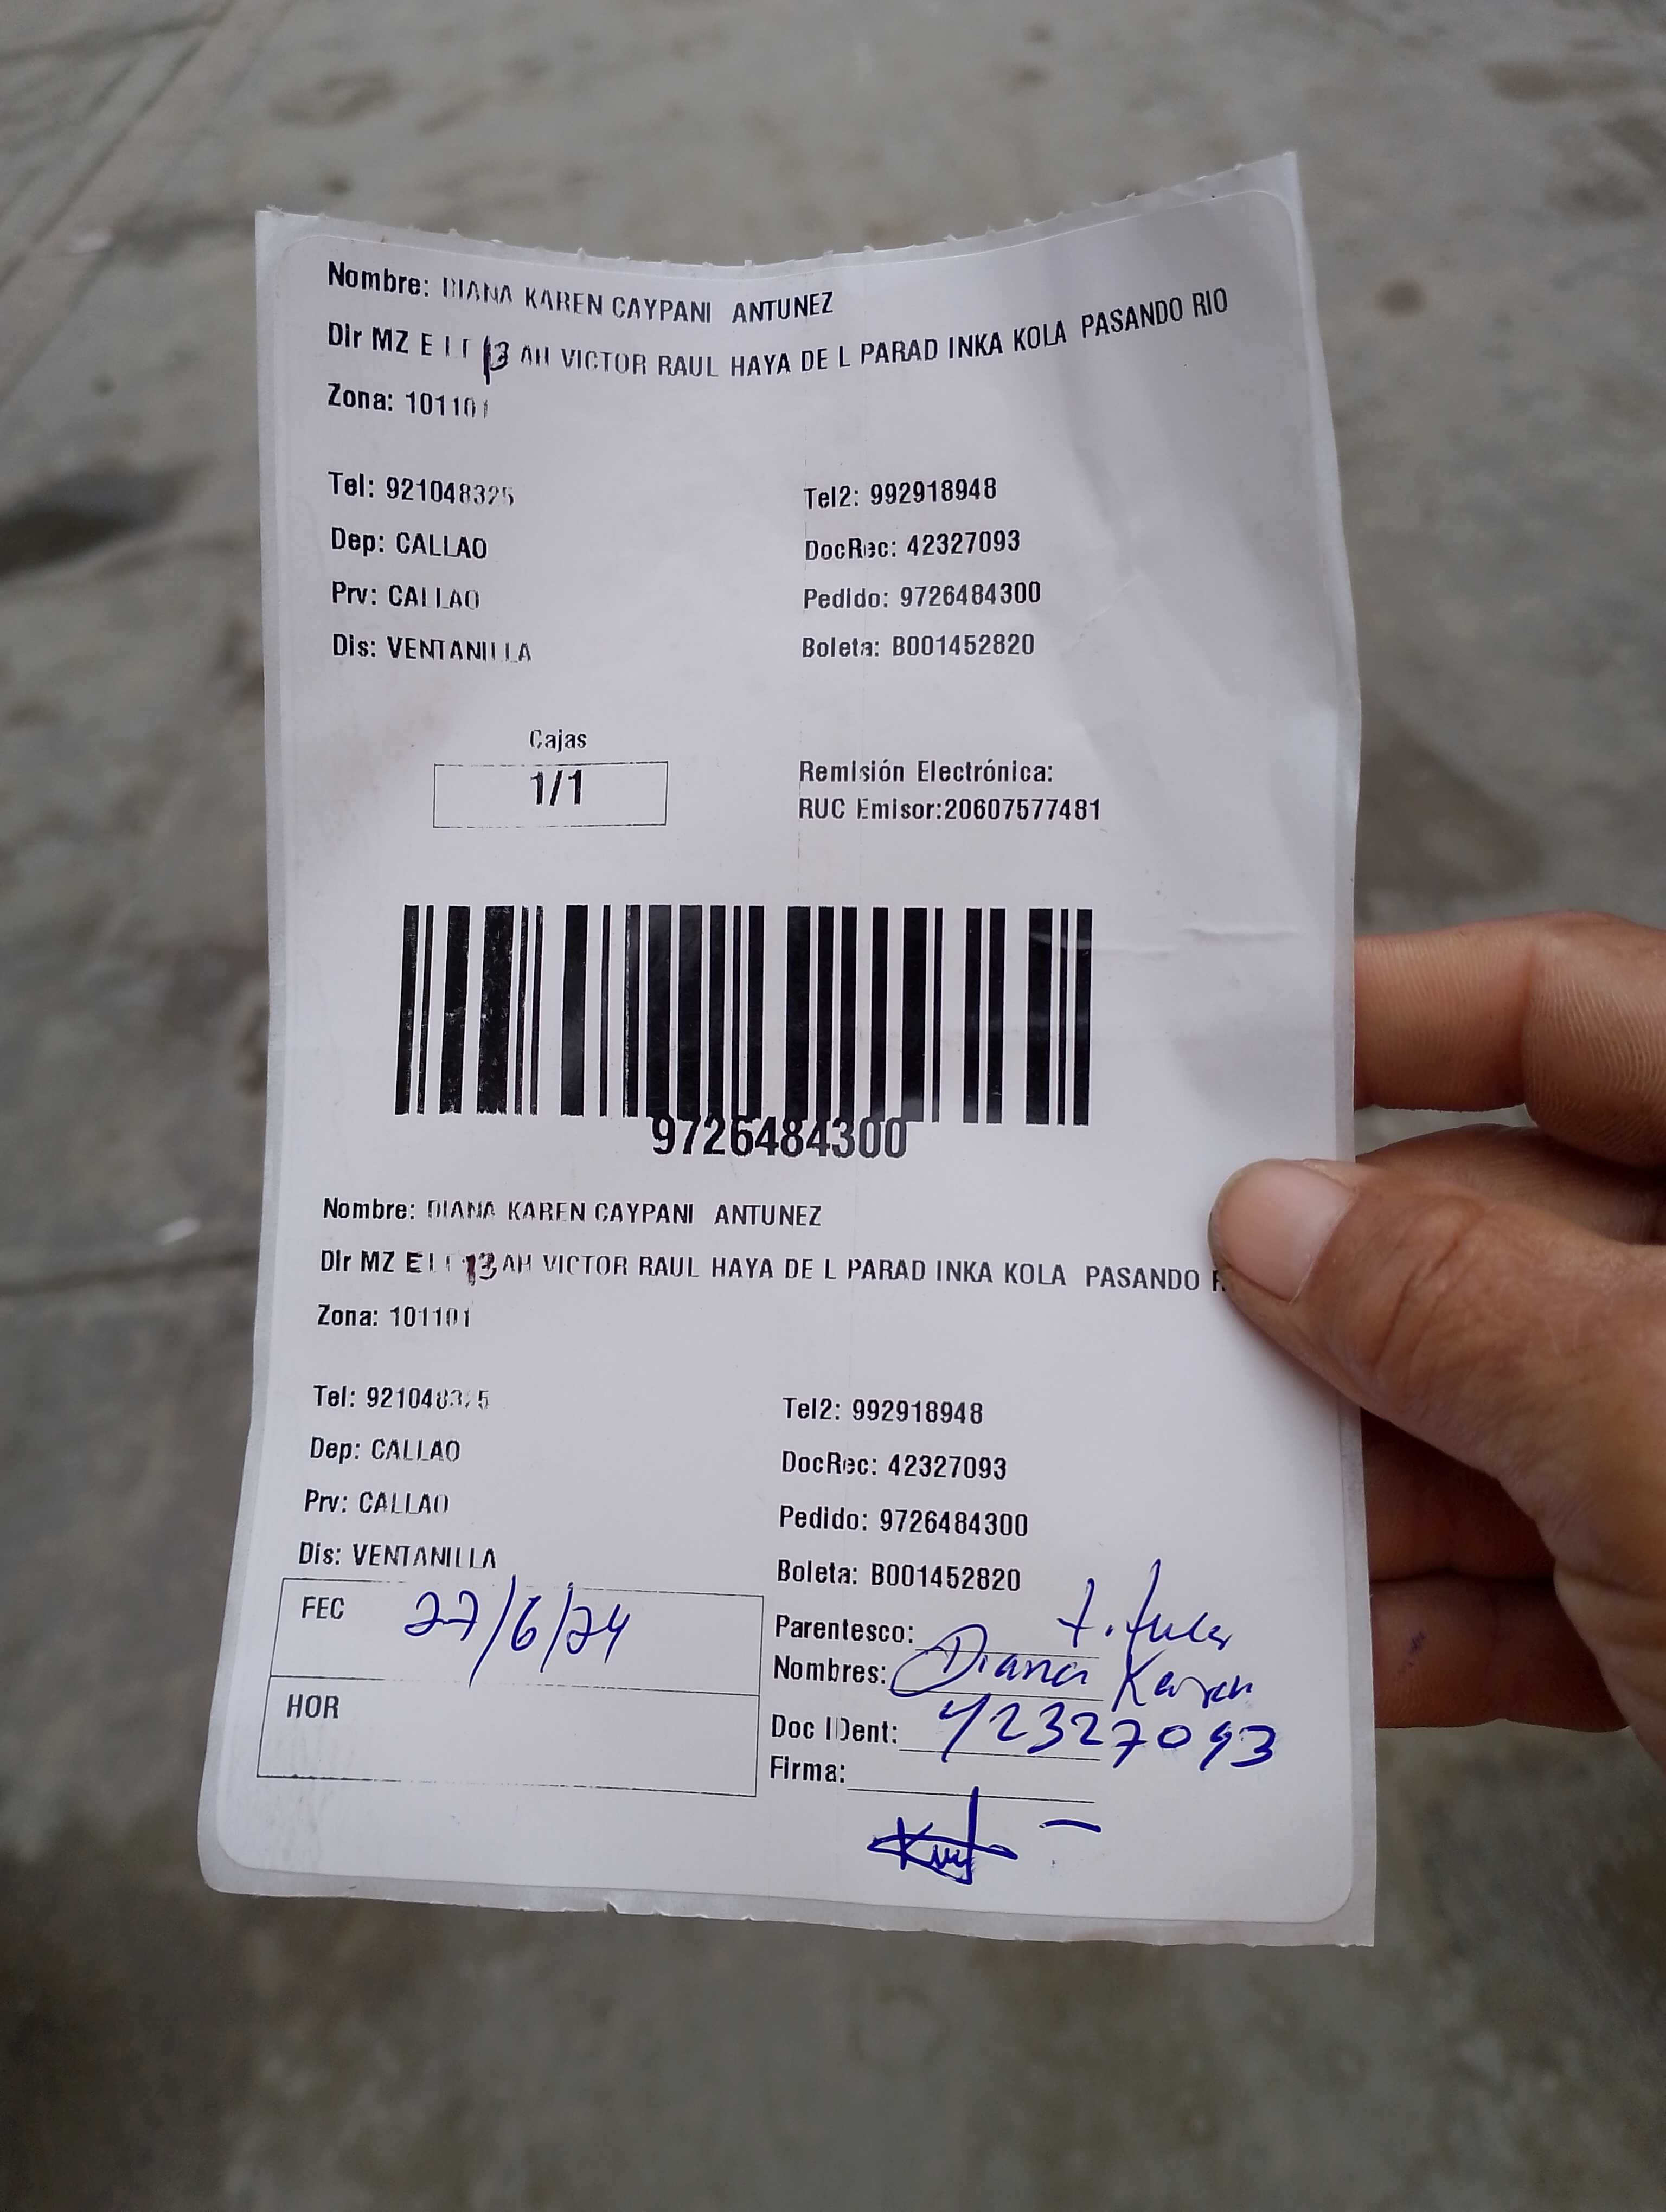 Nombre: DIANA KAREN CAYPANI ANTUNEZ
Dir MZ E 13 AH VICTOR RAUL HAYA DE L PARAD INKA KOLA PASANDO RIO
Zona: 101101
Tel: 921048325 Tel2: 992918948
Dep: CALLAO DocRec: 42327093
Prv: CALLAO Pedido: 9726484300
Dis: VENTANILLA Boleta: B001452820
Cajas
1/1
Remisión Electrónica:
RUC Emisor:20607577481
9726484300
Nombre: DIANA KAREN CAYPANI ANTUNEZ
Dir MZ E 13 AH VICTOR RAUL HAYA DE L PARAD INKA KOLA PASANDO
Zona: 101101
Tel: 921048325 Tel2: 992918948
Dep: CALLAO DocRec: 42327093
Prv: CALLAO Pedido: 9726484300
Dis: VENTANILLA Boleta: B001452820
FEC 27/6/24
HOR
Parentesco:
Nombres: Diana Karen
Doc IDent: 42327093
Firma: